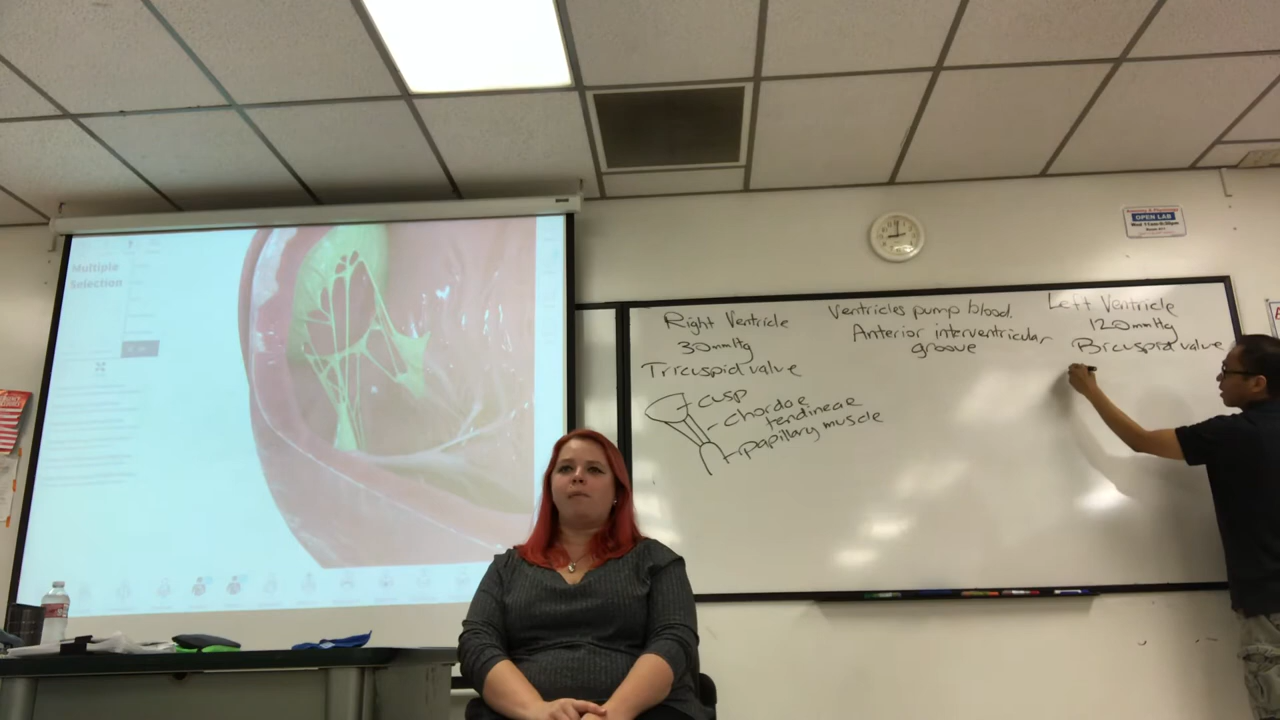 Multiple
Selection
OPEN LAB
Right Ventricle
30mmHg
Tricuspid valve
cusp
chordae
tendineae
papillary muscle
Ventricles pump blood.
Anterior interventricular
groove
Left Ventricle
120mmHg
Bicuspid valve